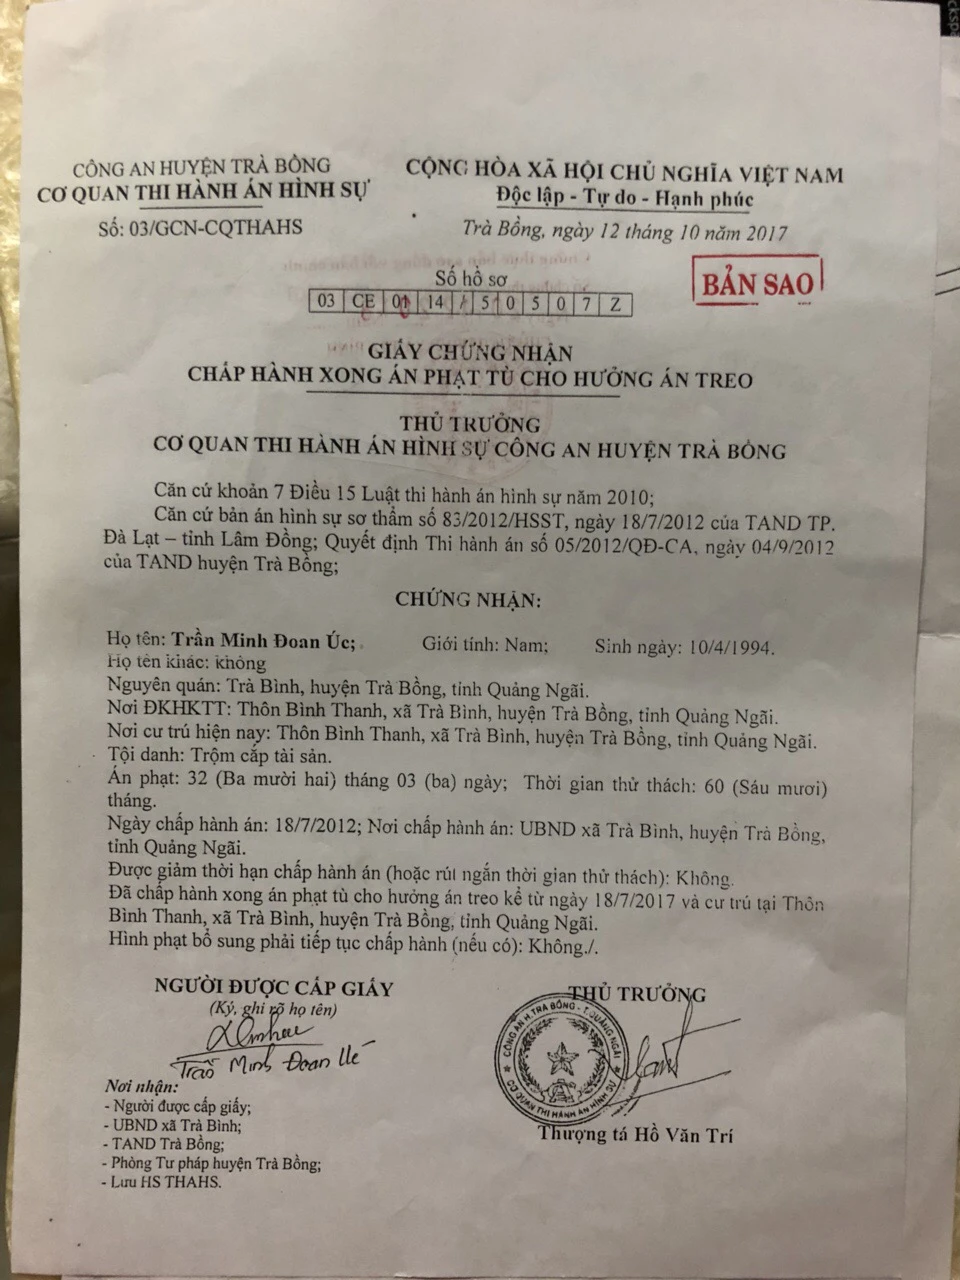 CÔNG AN HUYỆN TRÀ BỒNG
CƠ QUAN THI HÀNH ÁN HÌNH SỰ
Số: 03/GCN-CQTHAHS
CỘNG HÒA XÃ HỘI CHỦ NGHĨA VIỆT NAM
Độc lập - Tự do - Hạnh phúc
Trà Bồng, ngày 12 tháng 10 năm 2017
BẢN SAO
Số hồ sơ
03 CE 01 14 / 5 0 5 0 7 Z
GIẤY CHỨNG NHẬN
CHẤP HÀNH XONG ÁN PHẠT TÙ CHO HƯỞNG ÁN TREO
THỦ TRƯỞNG
CƠ QUAN THI HÀNH ÁN HÌNH SỰ CÔNG AN HUYỆN TRÀ BỒNG
Căn cứ khoản 7 Điều 15 Luật thi hành án hình sự năm 2010;
Căn cứ bản án hình sự sơ thẩm số 83/2012/HSST, ngày 18/7/2012 của TAND TP.
Đà Lạt – tỉnh Lâm Đồng; Quyết định Thi hành án số 05/2012/QĐ-CA, ngày 04/9/2012
của TAND huyện Trà Bồng;
CHỨNG NHẬN:
Họ tên: Trần Minh Đoan Úc; Giới tính: Nam; Sinh ngày: 10/4/1994.
Họ tên khác: không
Nguyên quán: Trà Bình, huyện Trà Bồng, tỉnh Quảng Ngãi.
Nơi ĐKHKTT: Thôn Bình Thanh, xã Trà Bình, huyện Trà Bồng, tỉnh Quảng Ngãi.
Nơi cư trú hiện nay: Thôn Bình Thanh, xã Trà Bình, huyện Trà Bồng, tỉnh Quảng Ngãi.
Tội danh: Trộm cắp tài sản.
Án phạt: 32 (Ba mươi hai) tháng 03 (ba) ngày; Thời gian thử thách: 60 (Sáu mươi)
tháng.
Ngày chấp hành án: 18/7/2012; Nơi chấp hành án: UBND xã Trà Bình, huyện Trà Bồng,
tỉnh Quảng Ngãi.
Được giảm thời hạn chấp hành án (hoặc rút ngắn thời gian thử thách): Không.
Đã chấp hành xong án phạt tù cho hưởng án treo kể từ ngày 18/7/2017 và cư trú tại Thôn
Bình Thanh, xã Trà Bình, huyện Trà Bồng, tỉnh Quảng Ngãi.
Hình phạt bổ sung phải tiếp tục chấp hành (nếu có): Không./.
NGƯỜI ĐƯỢC CẤP GIẤY
(Ký, ghi rõ họ tên)
Trần Minh Đoan Úc
Nơi nhận:
- Người được cấp giấy;
- UBND xã Trà Bình;
- TAND Trà Bồng;
- Phòng Tư pháp huyện Trà Bồng;
- Lưu HS THAHS.
THỦ TRƯỞNG
CÔNG AN H.TRÀ BỒNG - T.QUẢNG NGÃI
CƠ QUAN THI HÀNH ÁN HÌNH SỰ
Thượng tá Hồ Văn Trí